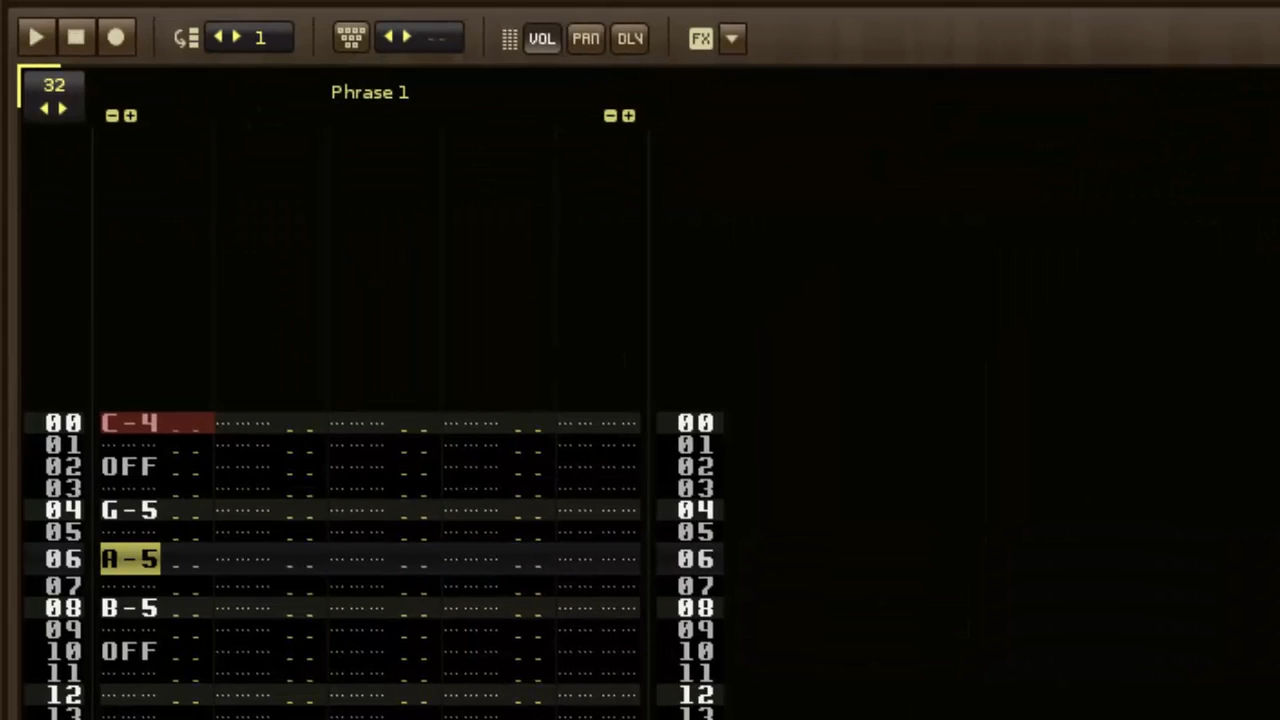 1 -- VOL PAN DLY FX
32 Phrase 1
00 C-4 00
01 01
02 OFF 02
03 03
04 G-5 04
05 05
06 A-5 06
07 07
08 B-5 08
09 09
10 OFF 10
11 11
12 12
13 13